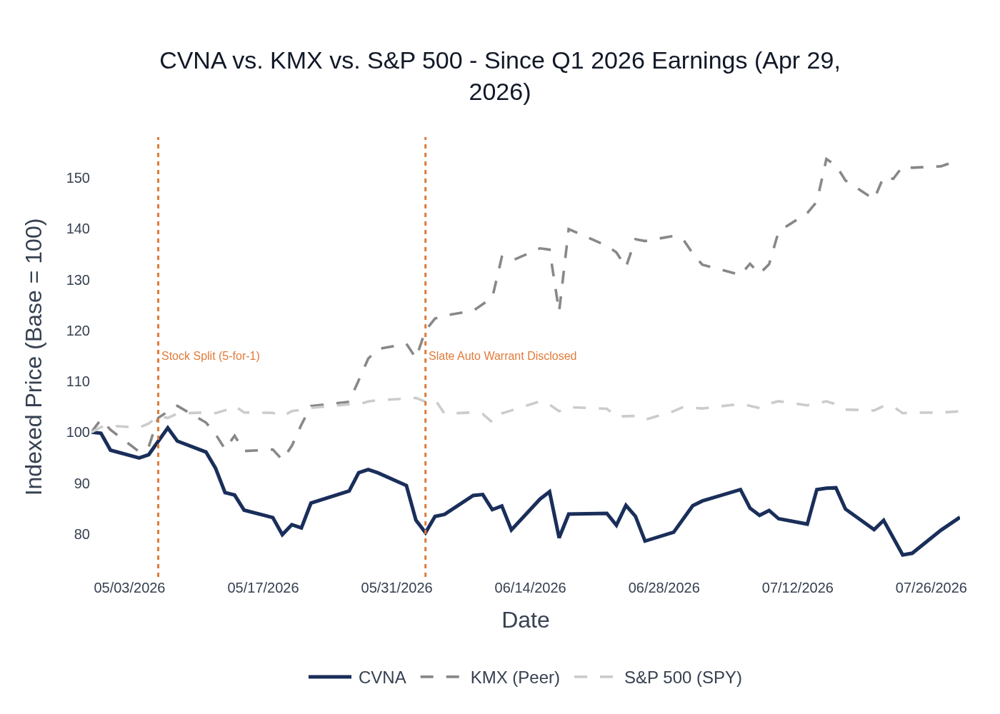 CVNA vs. KMX vs. S&P 500 - Since Q1 2026 Earnings (Apr 29,
2026)
Indexed Price (Base = 100)
150
140
130
120
110
100
90
80
Stock Split (5-for-1)
Slate Auto Warrant Disclosed
05/03/2026
05/17/2026
05/31/2026
06/14/2026
06/28/2026
07/12/2026
07/26/2026
Date
CVNA
KMX (Peer)
S&P 500 (SPY)